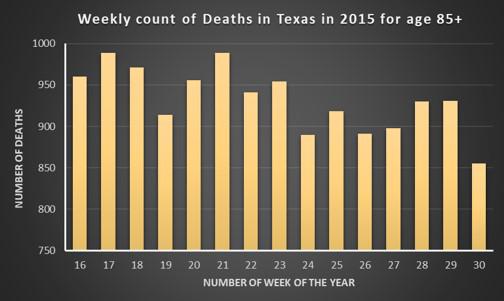 Weekly count of Deaths in Texas in 2015 for age 85+
1000
950
900
850
800
750
NUMBER OF DEATHS
16 17 18 19 20 21 22 23 24 25 26 27 28 29 30
NUMBER OF WEEK OF THE YEAR